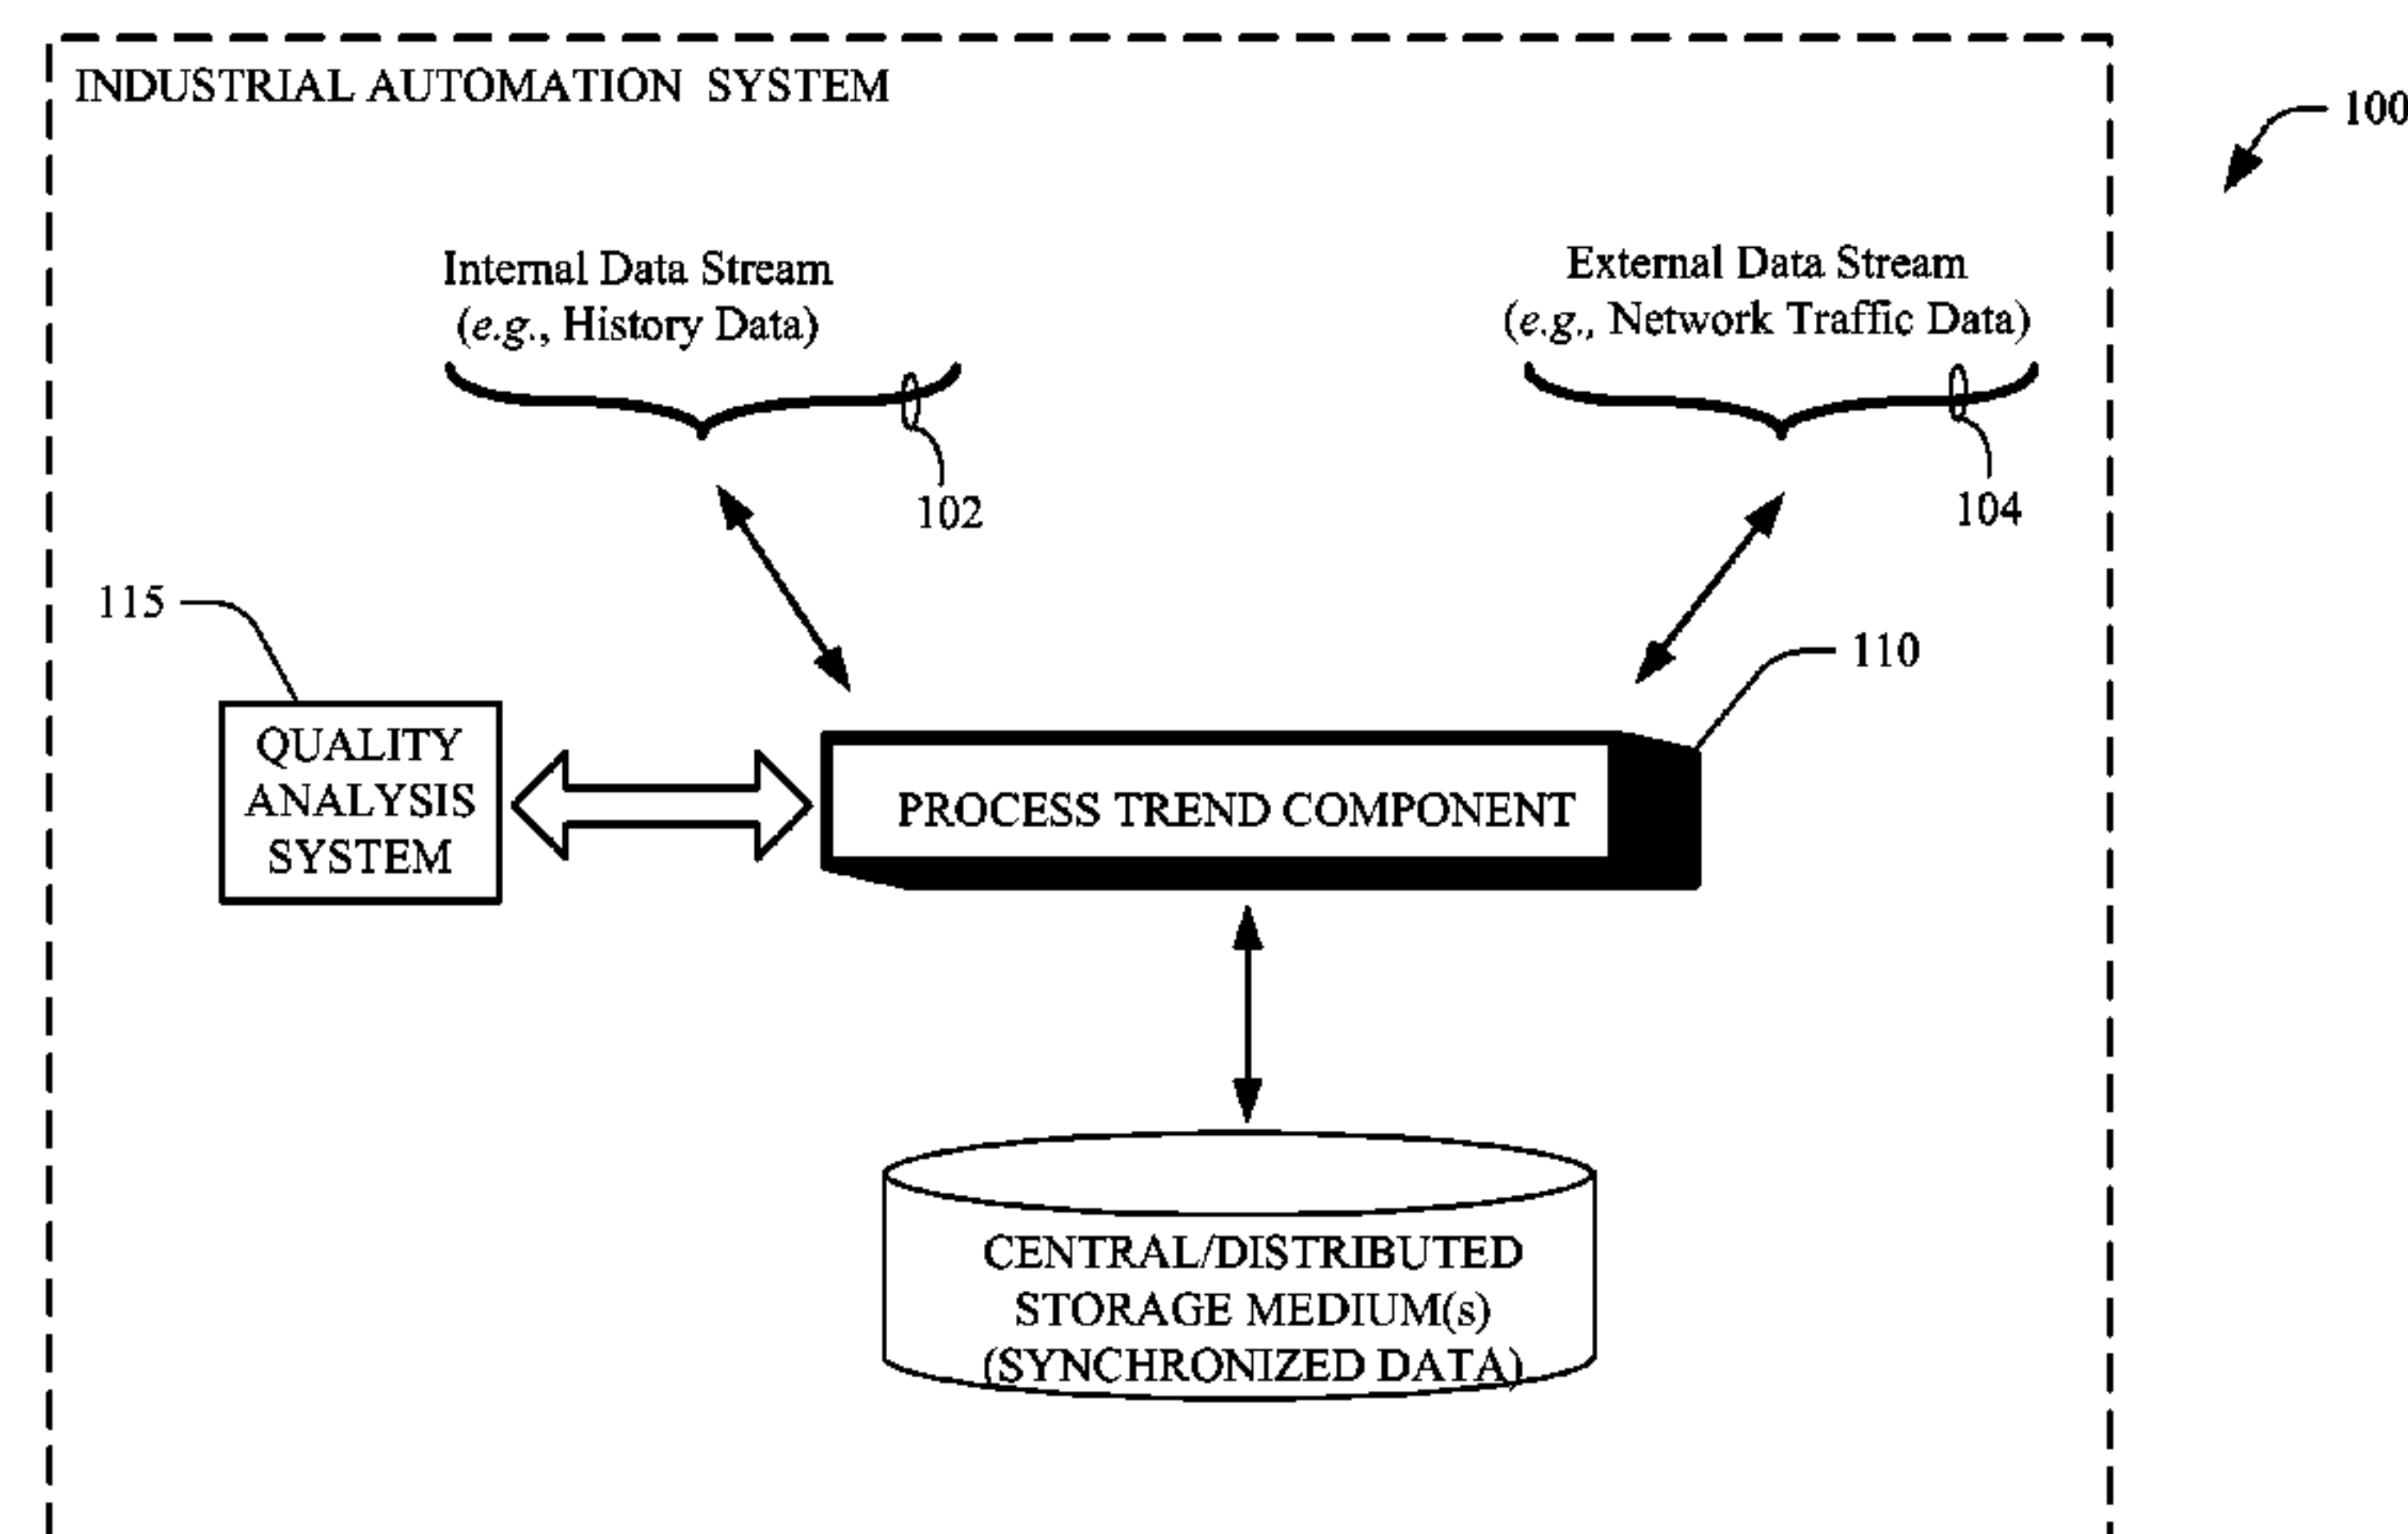 INDUSTRIAL AUTOMATION SYSTEM
100
Internal Data Stream
(e.g., History Data)
External Data Stream
(e.g., Network Traffic Data)
102
104
115
110
QUALITY
ANALYSIS
SYSTEM
PROCESS TREND COMPONENT
CENTRAL/DISTRIBUTED
STORAGE MEDIUM(s)
(SYNCHRONIZED DATA)